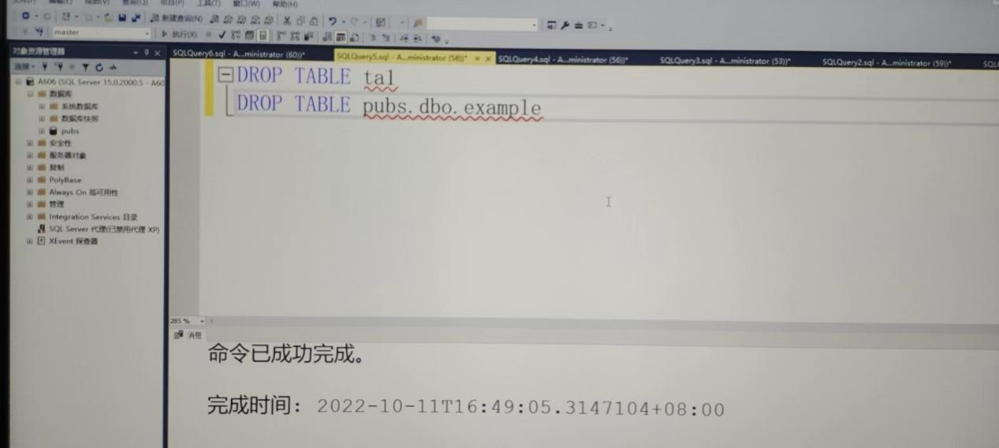 新建查询(N)
master
执行(X)
对象资源管理器
连接
A606 (SQL Server 15.0.2000.5 - A60
数据库
系统数据库
数据库快照
pubs
安全性
服务器对象
复制
PolyBase
Always On 高可用性
管理
Integration Services 目录
SQL Server 代理(已禁用代理 XP)
XEvent 探查器
SQLQuery6.sql - A...ministrator (60))*
SQLQuery5.sql - A...ministrator (58))*
SQLQuery4.sql - A...ministrator (56))*
SQLQuery3.sql - A...ministrator (53))*
SQLQuery2.sql - A...ministrator (59))*
DROP TABLE ta1
DROP TABLE pubs.dbo.example
285 %
消息
命令已成功完成。
完成时间: 2022-10-11T16:49:05.3147104+08:00